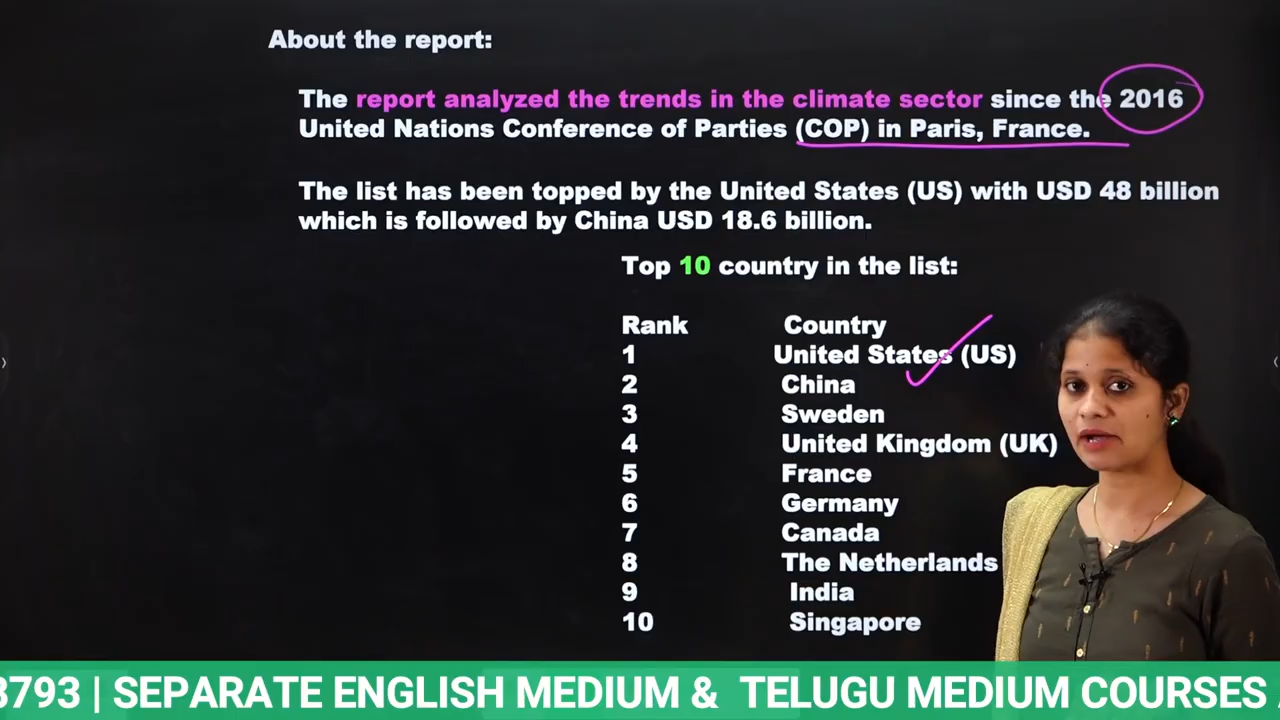 About the report:
The report analyzed the trends in the climate sector since the 2016
United Nations Conference of Parties (COP) in Paris, France.
The list has been topped by the United States (US) with USD 48 billion
which is followed by China USD 18.6 billion.
Top 10 country in the list:
Rank Country
1 United States (US)
2 China
3 Sweden
4 United Kingdom (UK)
5 France
6 Germany
7 Canada
8 The Netherlands
9 India
10 Singapore
3793 | SEPARATE ENGLISH MEDIUM & TELUGU MEDIUM COURSES